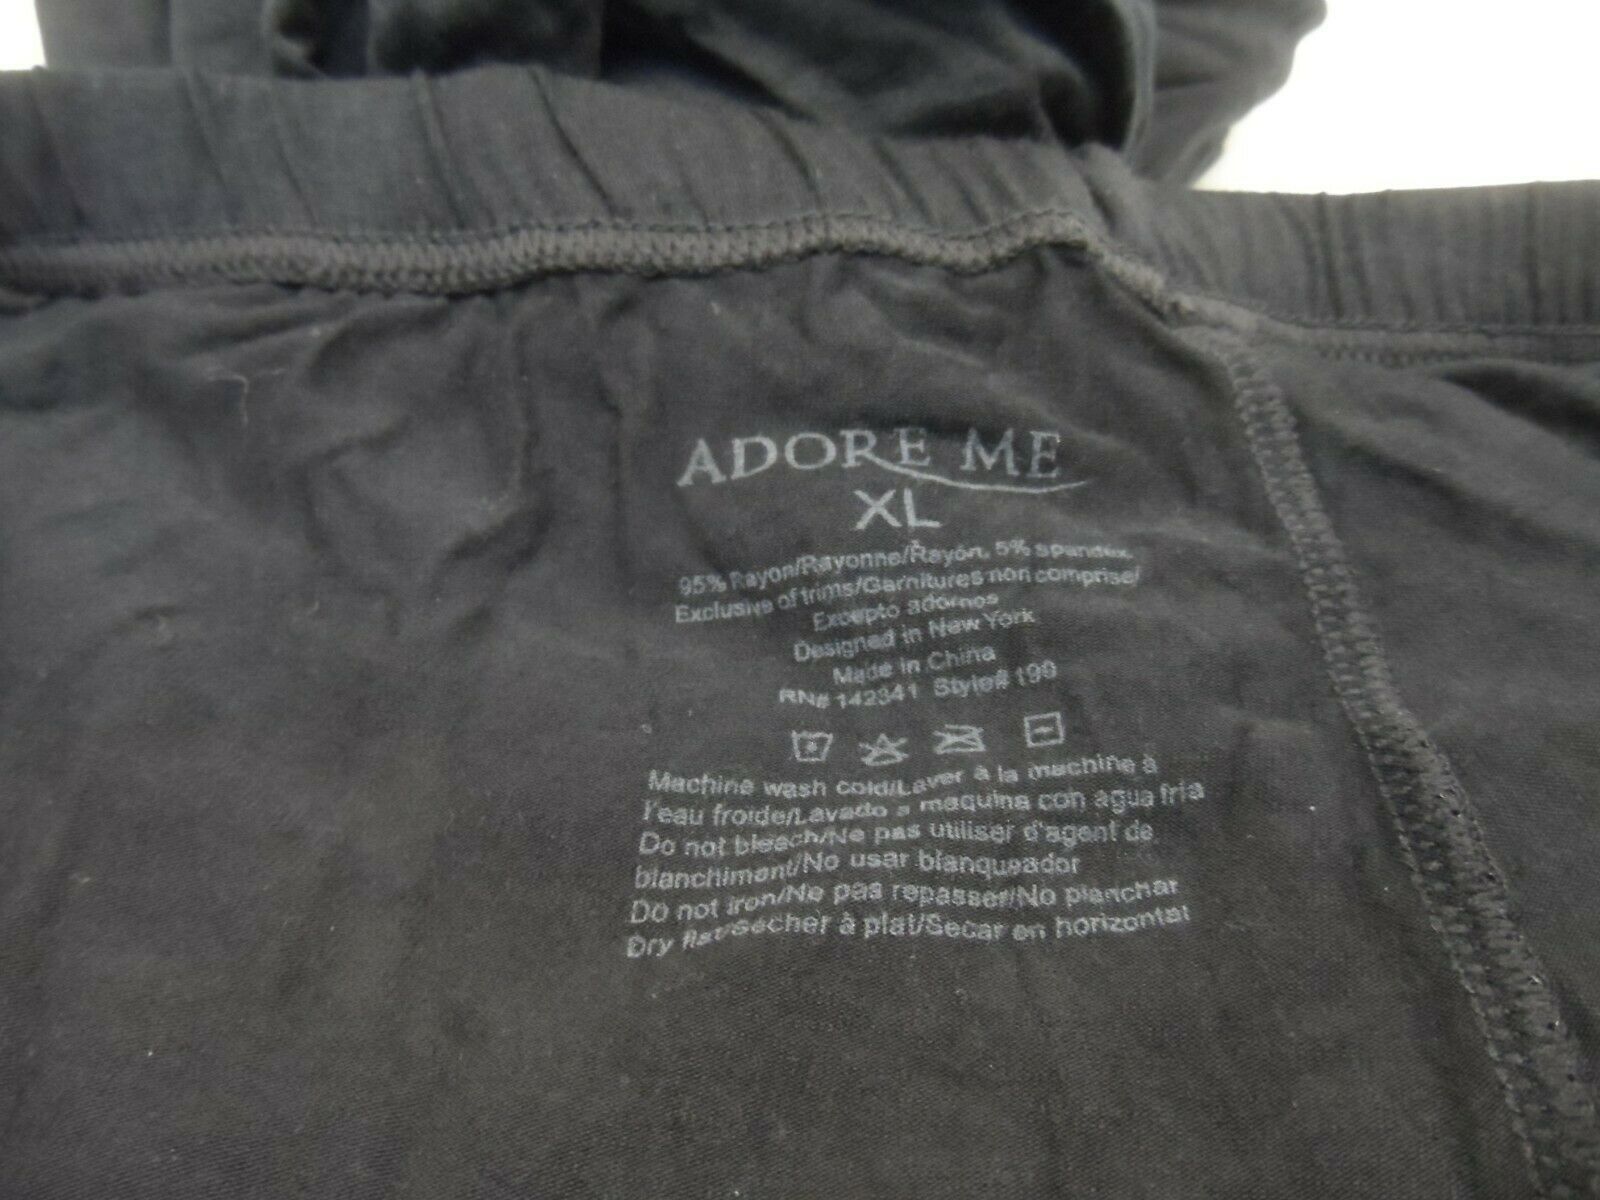 ADORE ME
XL
95% Rayon/Rayonne/Rayón, 5% spandex
Exclusive of trims/Garnitures non comprise/
Excepto adornos
Designed in New York
Made in China
RN# 142341 Style# 190
Machine wash cold/Laver à la machine à
l'eau froide/Lavado a maquina con agua fria
Do not bleach/Ne pas utiliser d'agent de
blanchiment/No usar blanqueador
Do not iron/Ne pas repasser/No planchar
Dry flat/Sécher à plat/Secar en horizontal